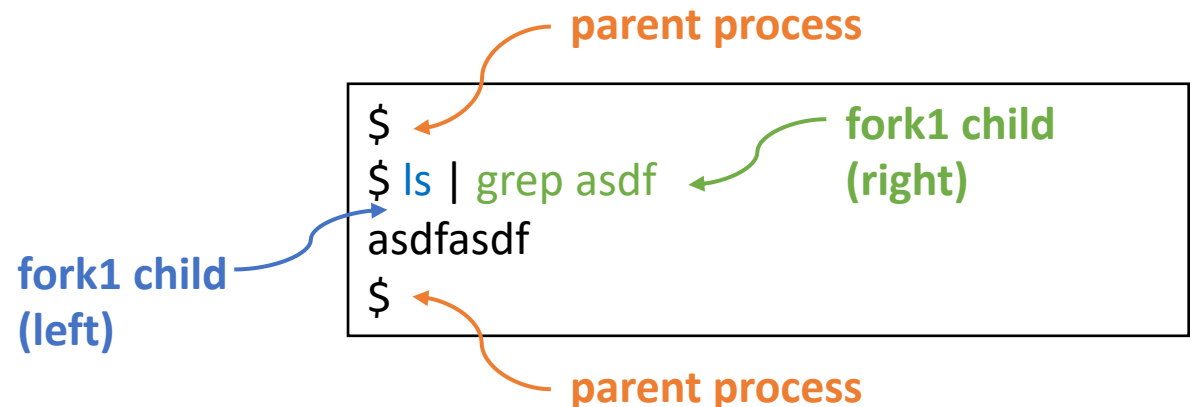 parent process
$
$ ls | grep asdf
asdfasdf
$
fork1 child
(right)
fork1 child
(left)
parent process